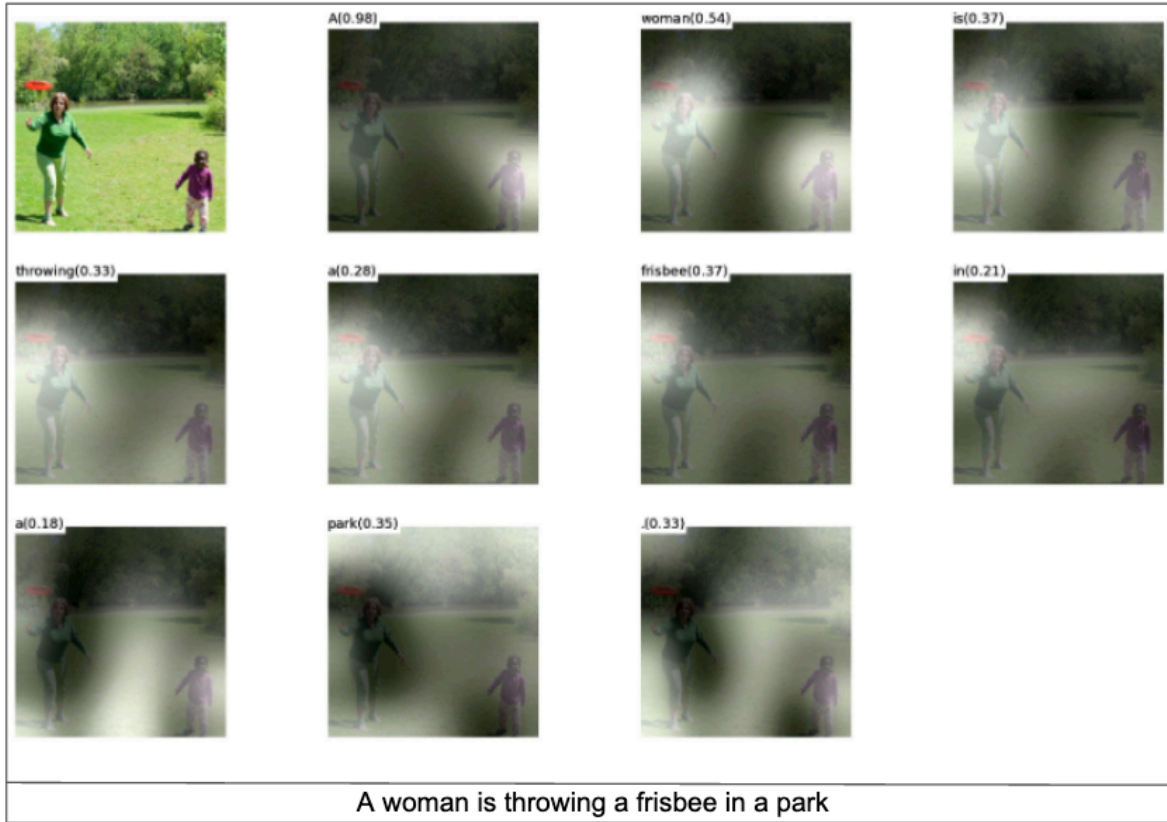 A(0.98)
woman(0.54)
is(0.37)
throwing(0.33)
a(0.28)
frisbee(0.37)
in(0.21)
a(0.18)
park(0.35)
.(0.33)
A woman is throwing a frisbee in a park